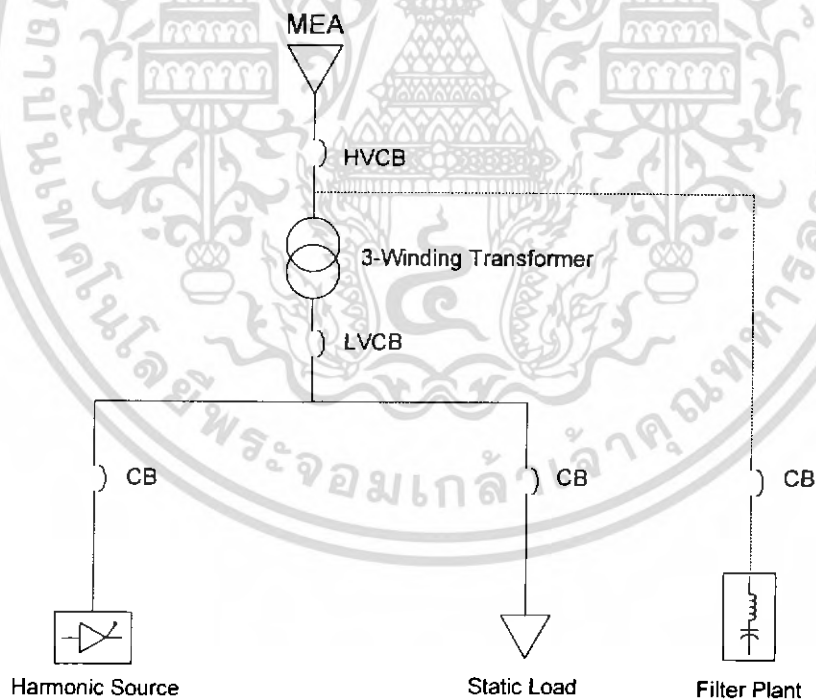 MEA
HVCB
3-Winding Transformer
LVCB
CB
CB
CB
Harmonic Source
Static Load
Filter Plant